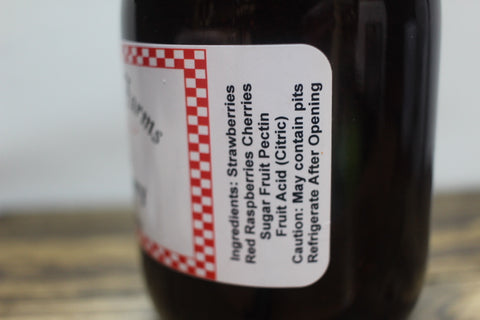 Ingredients: Strawberries
Red Raspberries Cherries
Sugar Fruit Pectin
Fruit Acid (Citric)
Caution: May contain pits
Refrigerate After Opening